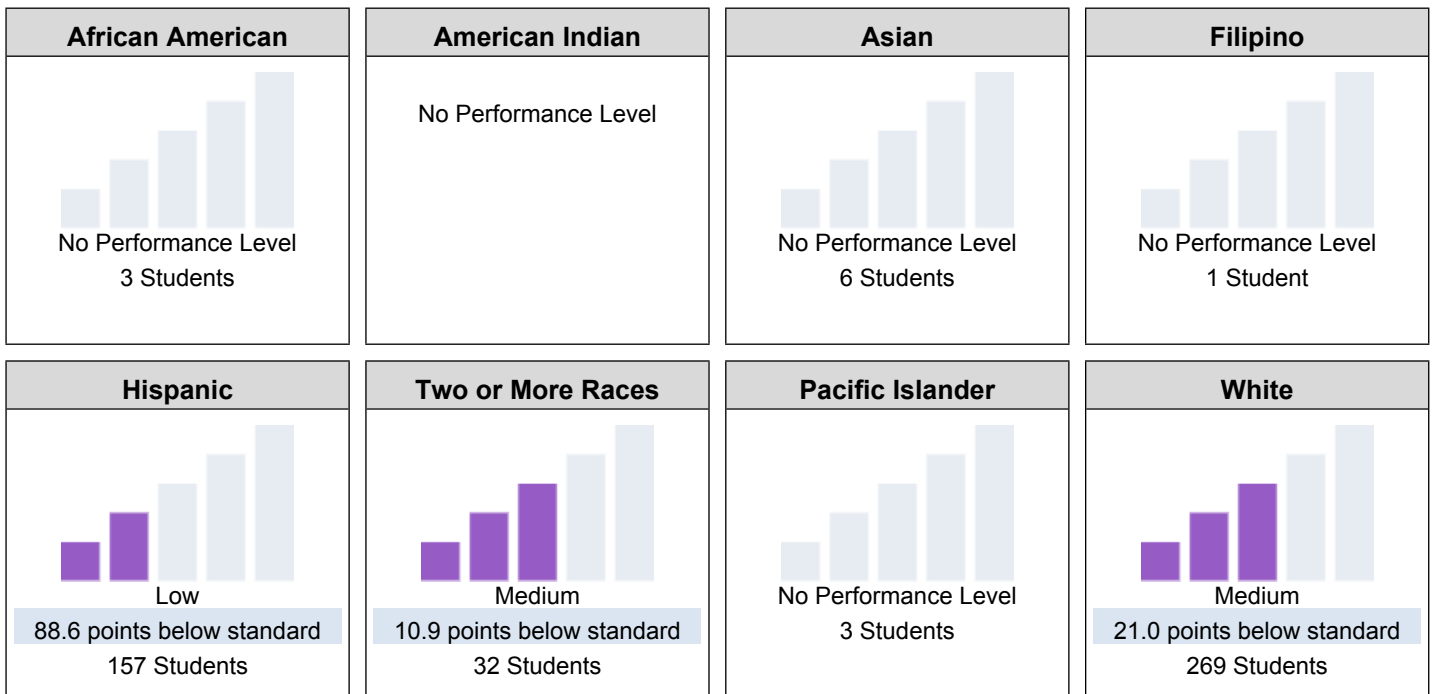 African American
No Performance Level
3 Students
American Indian
No Performance Level
Asian
No Performance Level
6 Students
Filipino
No Performance Level
1 Student
Hispanic
Low
88.6 points below standard
157 Students
Two or More Races
Medium
10.9 points below standard
32 Students
Pacific Islander
No Performance Level
3 Students
White
Medium
21.0 points below standard
269 Students